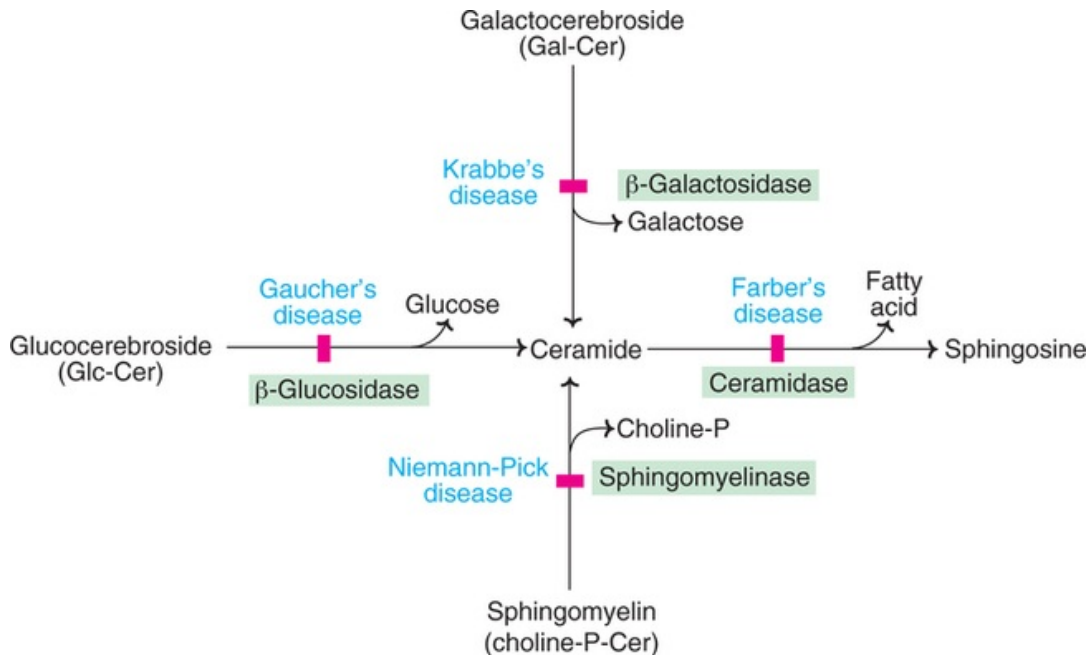 Galactocerebroside
(Gal-Cer)
Krabbe's
disease
β-Galactosidase
Galactose
Gaucher's
disease
Glucose
Farber's
disease
Fatty
acid
Glucocerebroside
(Glc-Cer)
Ceramide
Sphingosine
β-Glucosidase
Ceramidase
Choline-P
Niemann-Pick
disease
Sphingomyelinase
Sphingomyelin
(choline-P-Cer)